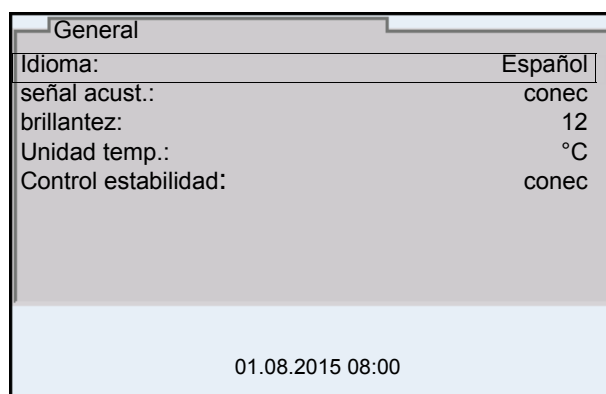 General
Idioma: Español
señal acust.: conec
brillantez: 12
Unidad temp.: °C
Control estabilidad: conec
01.08.2015 08:00